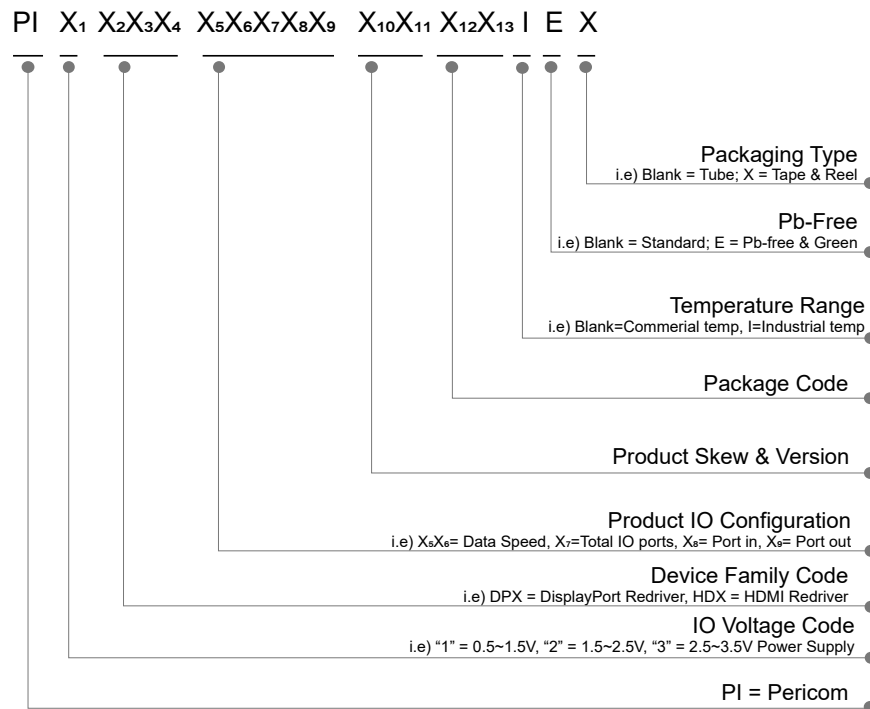 PI X₁ X₂X₃X₄ X₅X₆X₇X₈X₉ X₁₀X₁₁ X₁₂X₁₃ I E X
Packaging Type
i.e) Blank = Tube; X = Tape & Reel
Pb-Free
i.e) Blank = Standard; E = Pb-free & Green
Temperature Range
i.e) Blank=Commerial temp, I=Industrial temp
Package Code
Product Skew & Version
Product IO Configuration
i.e) X₅X₆= Data Speed, X₇=Total IO ports, X₈= Port in, X₉= Port out
Device Family Code
i.e) DPX = DisplayPort Redriver, HDX = HDMI Redriver
IO Voltage Code
i.e) “1” = 0.5~1.5V, “2” = 1.5~2.5V, “3” = 2.5~3.5V Power Supply
PI = Pericom